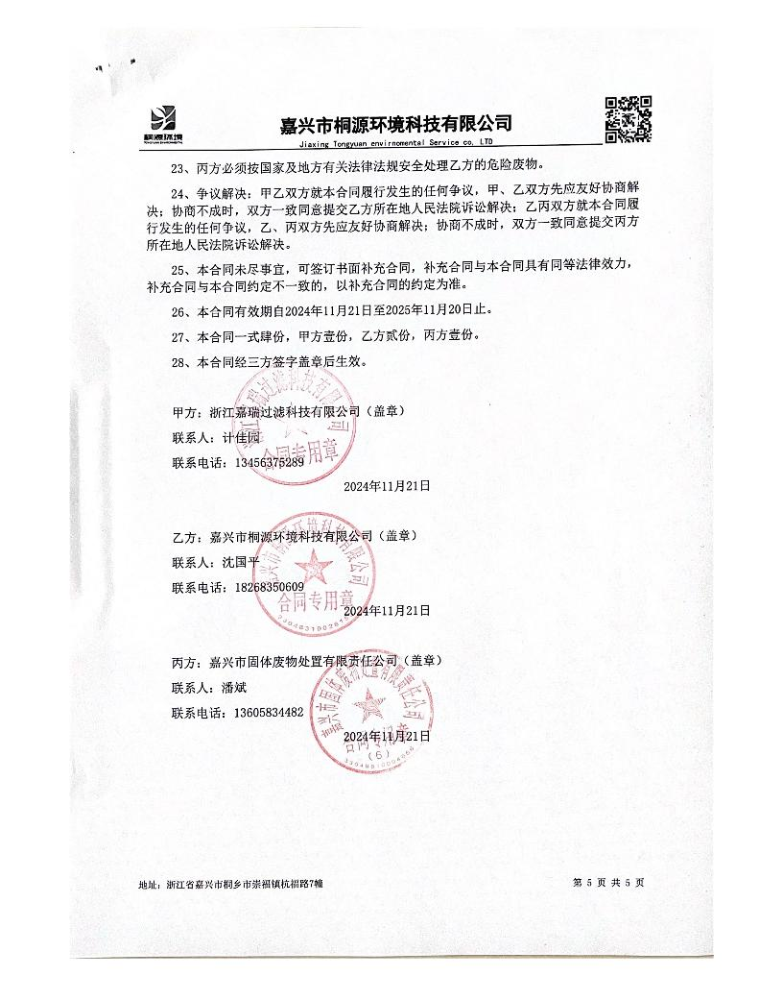 桐源环境
嘉兴市桐源环境科技有限公司
Jiaxing Tongyuan envirnomental Service co. LTD
23、丙方必须按国家及地方有关法律法规安全处理乙方的危险废物。
24、争议解决：甲乙双方就本合同履行发生的任何争议，甲、乙双方先应友好协商解
决；协商不成时，双方一致同意提交乙方所在地人民法院诉讼解决；乙丙双方就本合同履
行发生的任何争议，乙、丙双方先应友好协商解决；协商不成时，双方一致同意提交丙方
所在地人民法院诉讼解决。
25、本合同未尽事宜，可签订书面补充合同，补充合同与本合同具有同等法律效力，
补充合同与本合同约定不一致的，以补充合同的约定为准。
26、本合同有效期自2024年11月21日至2025年11月20日止。
27、本合同一式肆份，甲方壹份，乙方贰份，丙方壹份。
28、本合同经三方签字盖章后生效。
甲方：浙江嘉瑞过滤科技有限公司（盖章）
联系人：计佳园
联系电话：13456375289
合同专用章
2024年11月21日
乙方：嘉兴市桐源环境科技有限公司（盖章）
联系人：沈国平
联系电话：18268350609
合同专用章
2024年11月21日
丙方：嘉兴市固体废物处置有限责任公司（盖章）
联系人：潘斌
联系电话：13605834482
2024年11月21日
（6）
地址：浙江省嘉兴市桐乡市崇福镇杭福路7幢
第 5 页 共 5 页